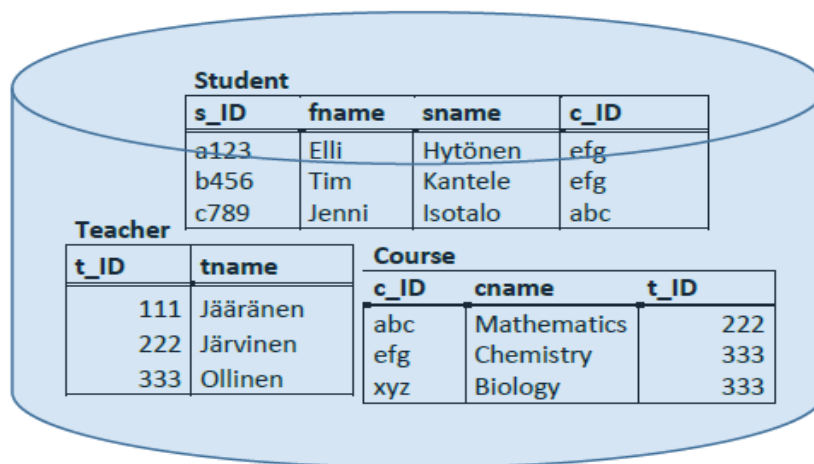 Student
s_ID fname sname c_ID
a123 Elli Hytönen efg
b456 Tim Kantele efg
c789 Jenni Isotalo abc
Teacher
t_ID tname
111 Jääränen
222 Järvinen
333 Ollinen
Course
c_ID cname t_ID
abc Mathematics 222
efg Chemistry 333
xyz Biology 333